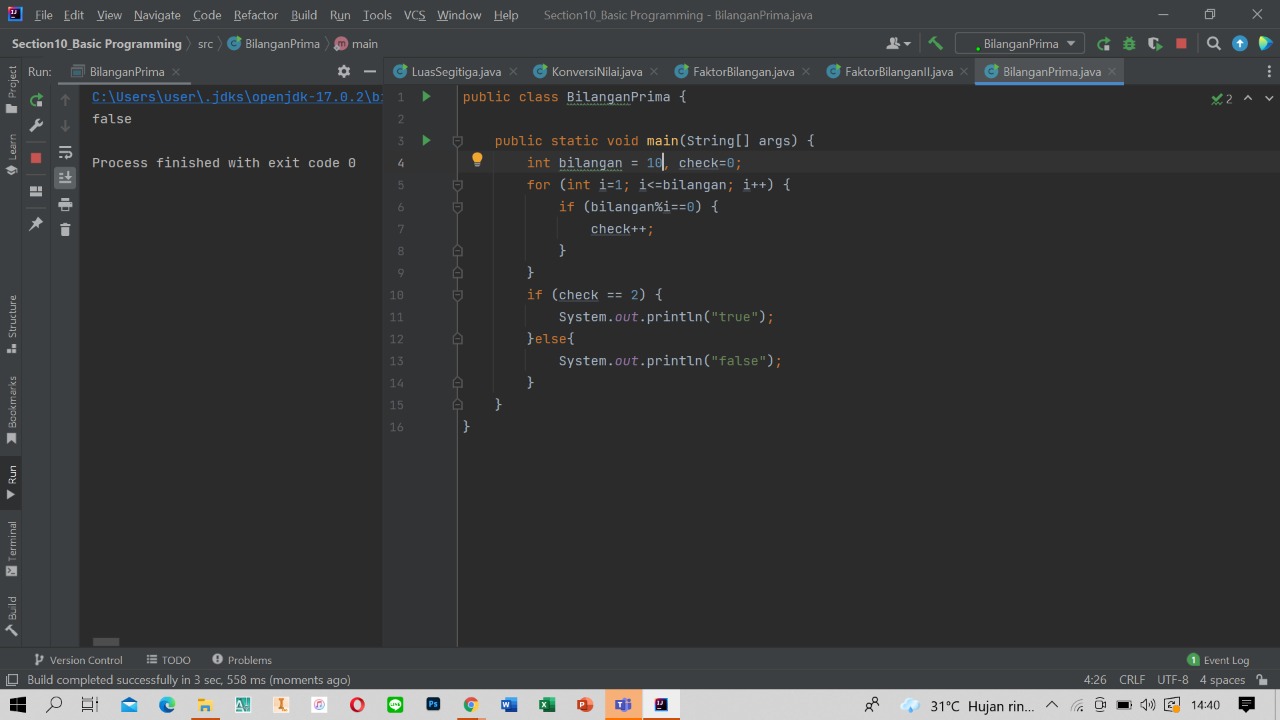 File Edit View Navigate Code Refactor Build Run Tools VCS Window Help Section10_Basic Programming - BilanganPrima.java
Section10_Basic Programming src BilanganPrima main BilanganPrima
Run: BilanganPrima
LuasSegitiga.java KonversiNilai.java FaktorBilangan.java FaktorBilanganII.java BilanganPrima.java
Project
Learn
Structure
Bookmarks
Run
Terminal
Build
C:\Users\user\.jdks\openjdk-17.0.2\bi
false
Process finished with exit code 0
2
1 public class BilanganPrima {
2
3 public static void main(String[] args) {
4 int bilangan = 10, check=0;
5 for (int i=1; i<=bilangan; i++) {
6 if (bilangan%i==0) {
7 check++;
8 }
9 }
10 if (check == 2) {
11 System.out.println("true");
12 }else{
13 System.out.println("false");
14 }
15 }
16 }
Version Control TODO Problems 1 Event Log
Build completed successfully in 3 sec, 558 ms (moments ago) 4:26 CRLF UTF-8 4 spaces
31°C Hujan rin... 14:40